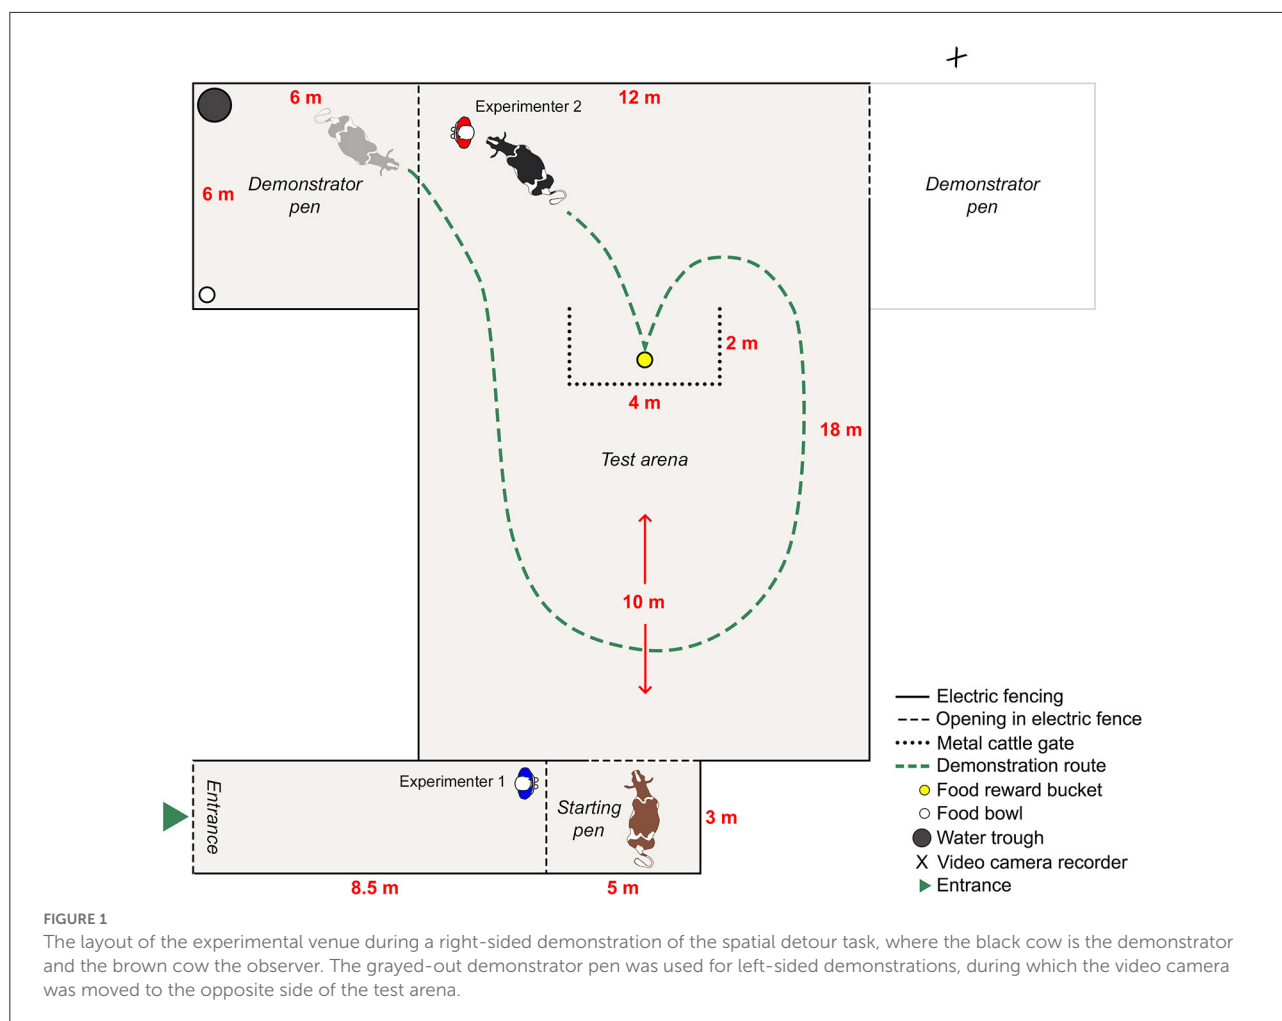 X
6 m
12 m
Experimenter 2
6 m
Demonstrator
pen
Demonstrator
pen
2 m
4 m
18 m
Test arena
10 m
Electric fencing
Opening in electric fence
Metal cattle gate
Demonstration route
Food reward bucket
Food bowl
Water trough
X Video camera recorder
Entrance
Entrance
Experimenter 1
Starting
pen
3 m
8.5 m
5 m
FIGURE 1
The layout of the experimental venue during a right-sided demonstration of the spatial detour task, where the black cow is the demonstrator
and the brown cow the observer. The grayed-out demonstrator pen was used for left-sided demonstrations, during which the video camera
was moved to the opposite side of the test arena.